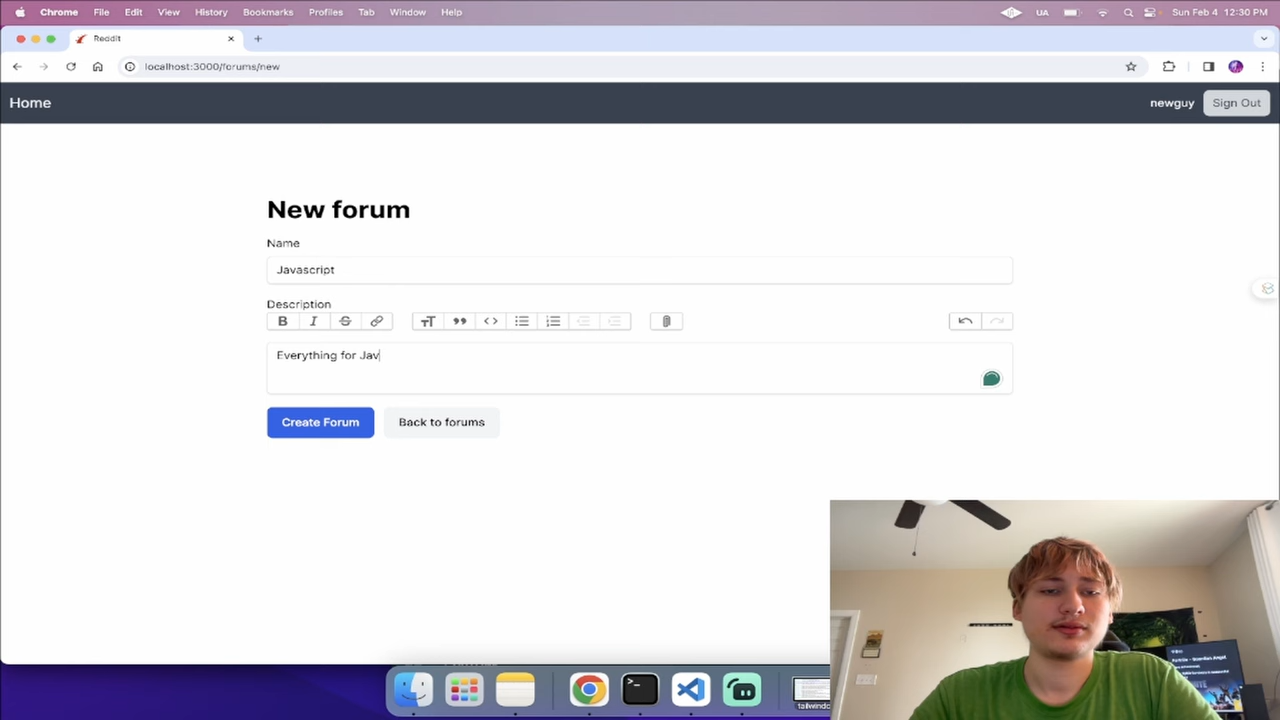 Chrome File Edit View History Bookmarks Profiles Tab Window Help UA Sun Feb 4 12:30 PM
Reddit
localhost:3000/forums/new
Home newguy Sign Out
New forum
Name
Javascript
Description
Everything for Jav
Create Forum Back to forums